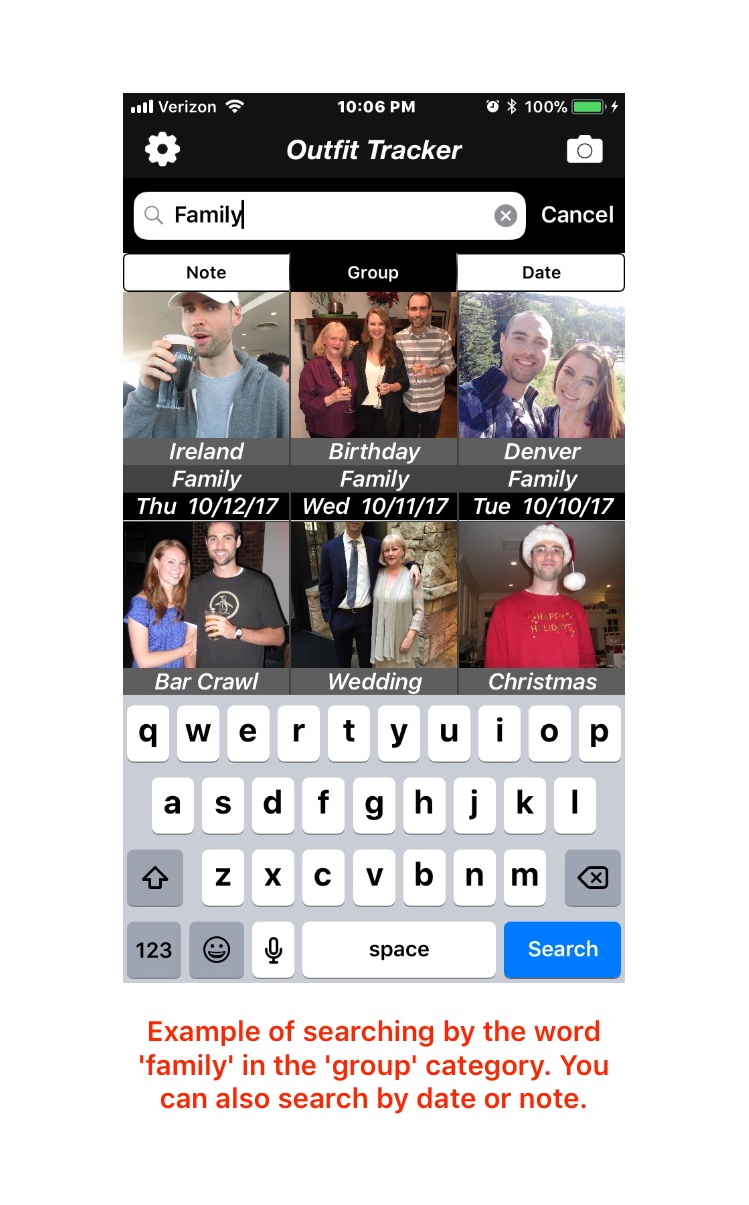 Verizon 10:06 PM 100%
Outfit Tracker
Family Cancel
Note Group Date
GUINNESS
Ireland Birthday Denver
Family Family Family
Thu 10/12/17 Wed 10/11/17 Tue 10/10/17
HAPPY
HOLIDAYS
Bar Crawl Wedding Christmas
q w e r t y u i o p
a s d f g h j k l
z x c v b n m
123 space Search
Example of searching by the word
'family' in the 'group' category. You
can also search by date or note.